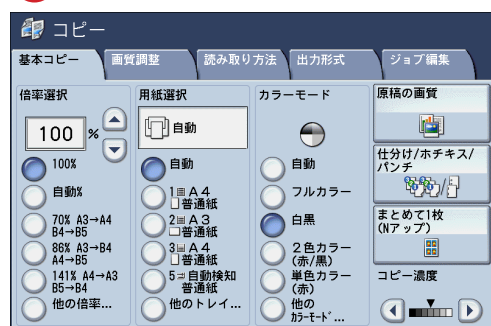 コピー
基本コピー
画質調整
読み取り方法
出力形式
ジョブ編集
倍率選択
100 %
100%
自動%
70% A3→A4
B4→B5
86% A3→B4
A4→B5
141% A4→A3
B5→B4
他の倍率...
用紙選択
自動
自動
1 A4
普通紙
2 A3
普通紙
3 A4
普通紙
5 自動検知
普通紙
他のトレイ...
カラーモード
自動
フルカラー
白黒
2色カラー
(赤/黒)
単色カラー
(赤)
他の
ｶﾗｰﾓｰﾄﾞ...
原稿の画質
仕分け/ホチキス/
パンチ
まとめて1枚
(Nアップ)
コピー濃度